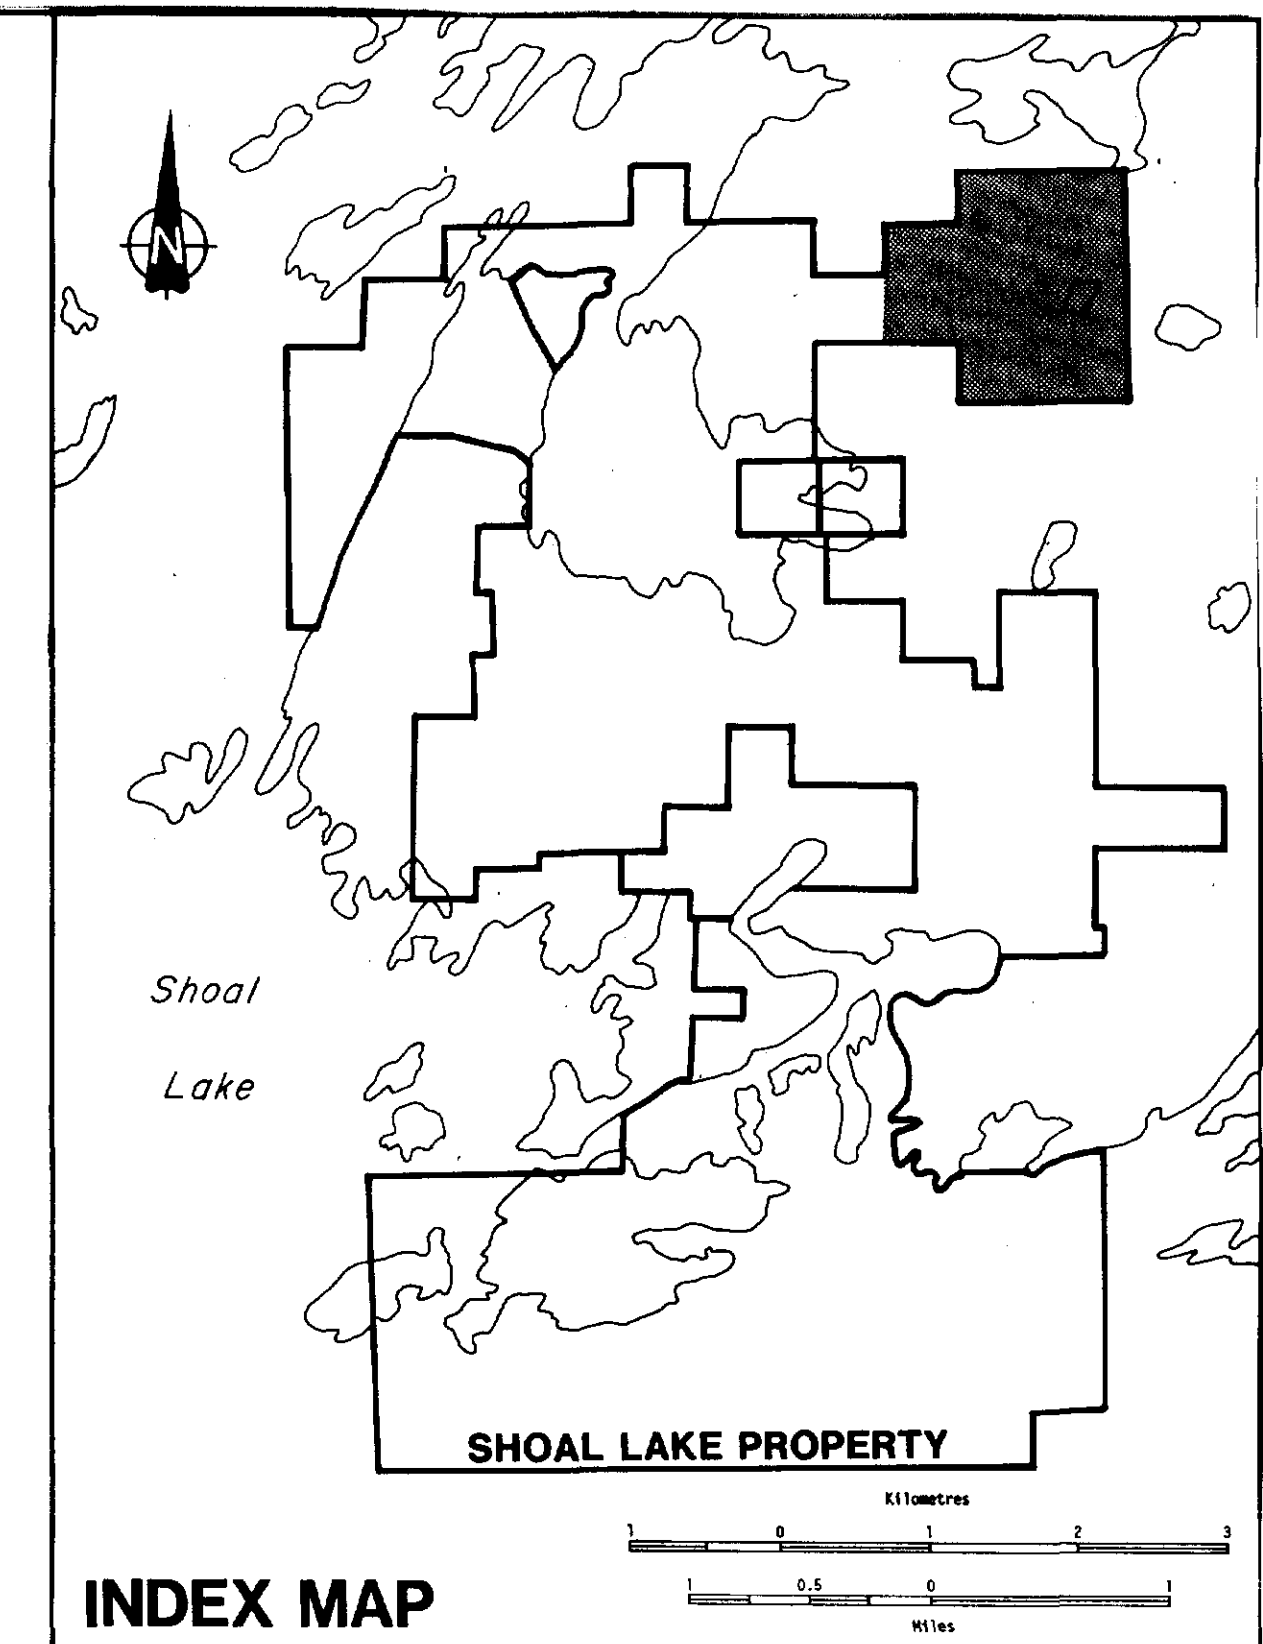 N
Shoal
Lake
SHOAL LAKE PROPERTY
Kilometres
1 0 1 2 3
INDEX MAP
1 0.5 0 1
Miles